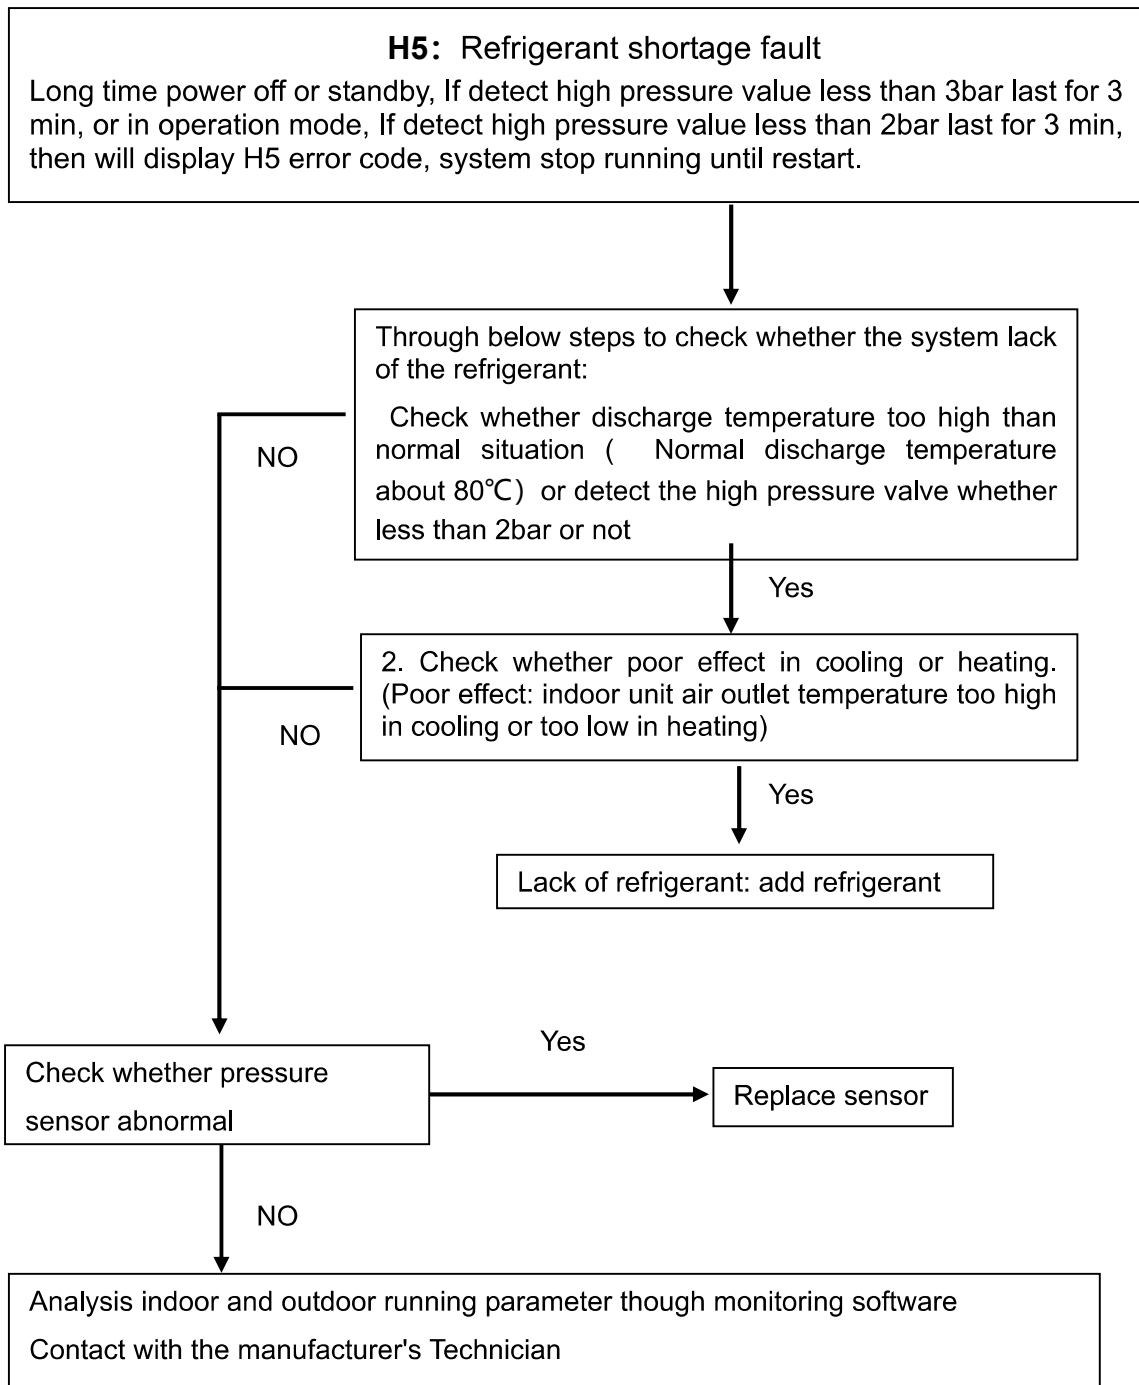 H5: Refrigerant shortage fault
Long time power off or standby, If detect high pressure value less than 3bar last for 3
min, or in operation mode, If detect high pressure value less than 2bar last for 3 min,
then will display H5 error code, system stop running until restart.
Through below steps to check whether the system lack
of the refrigerant:
Check whether discharge temperature too high than
normal situation ( Normal discharge temperature
about 80℃) or detect the high pressure valve whether
less than 2bar or not
NO
Yes
2. Check whether poor effect in cooling or heating.
(Poor effect: indoor unit air outlet temperature too high
in cooling or too low in heating)
NO
Yes
Lack of refrigerant: add refrigerant
Check whether pressure
sensor abnormal
Yes
Replace sensor
NO
Analysis indoor and outdoor running parameter though monitoring software
Contact with the manufacturer's Technician